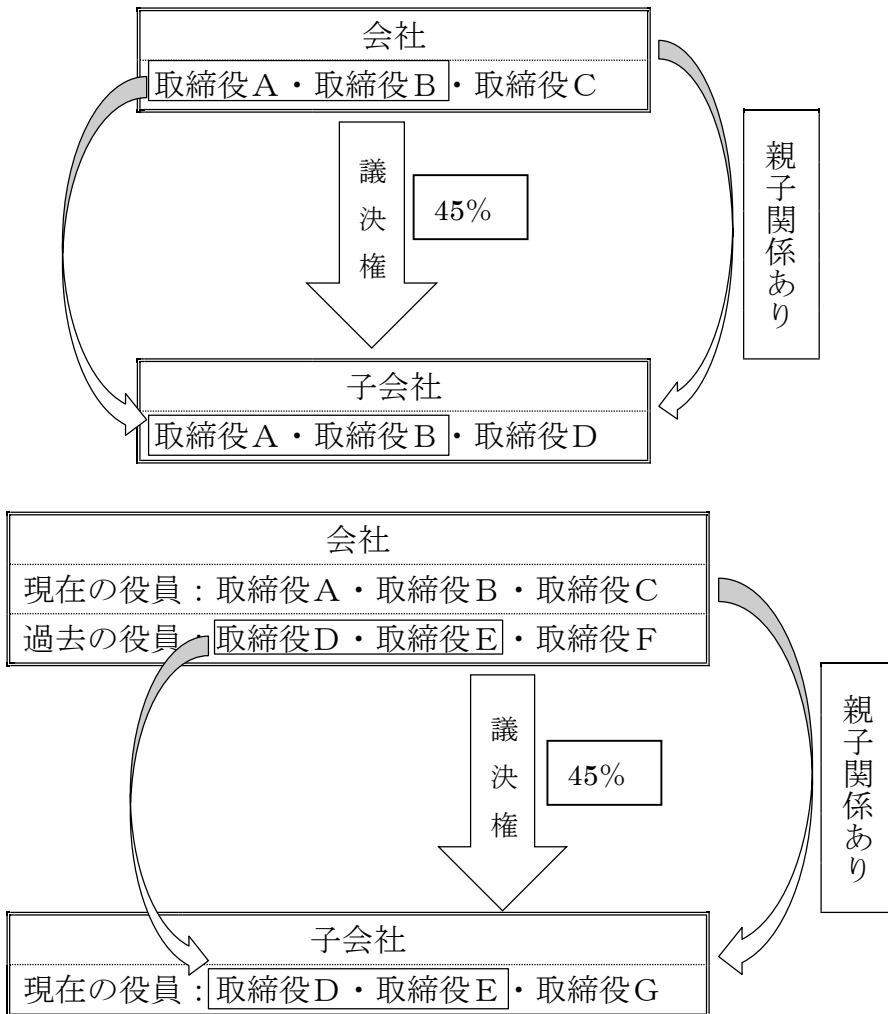 会社
取締役A・取締役B・取締役C
議決権
45%
親子関係あり
子会社
取締役A・取締役B・取締役D
会社
現在の役員：取締役A・取締役B・取締役C
過去の役員：取締役D・取締役E・取締役F
議決権
45%
親子関係あり
子会社
現在の役員：取締役D・取締役E・取締役G